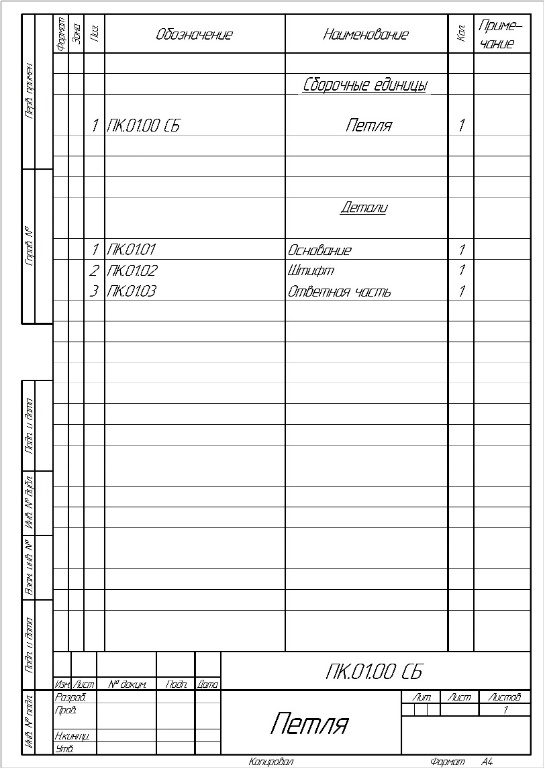 Формат Зона Поз. Обозначение Наименование Кол. Приме-
чание
Сборочные единицы
1 ПК.01.00 СБ Петля 1
Детали
1 ПК.01.01 Основание 1
2 ПК.01.02 Штифт 1
3 ПК.01.03 Ответная часть 1
Перв. примен.
Справ. №
Подп. и дата
Инв. № дубл.
Взам. инв. №
Подп. и дата
Инв. № подл.
ПК.01.00 СБ
Изм. Лист № докум. Подп. Дата
Разраб.
Пров.
Н.контр.
Утв.
Петля
Лит. Лист Листов
1
Копировал Формат А4